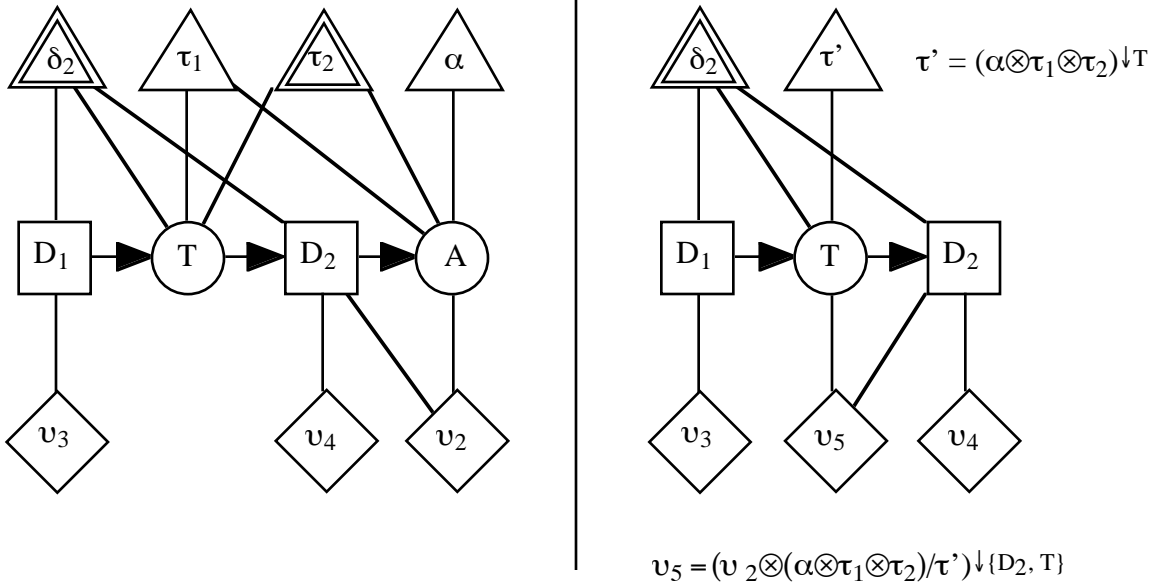 δ₂ τ₁ τ₂ α
D₁ T D₂ A
υ₃ υ₄ υ₂
δ₂ τ’ τ’ = (α⊗τ₁⊗τ₂)↓T
D₁ T D₂
υ₃ υ₅ υ₄
υ₅ = (υ ₂⊗(α⊗τ₁⊗τ₂)/τ’)↓{D₂, T}